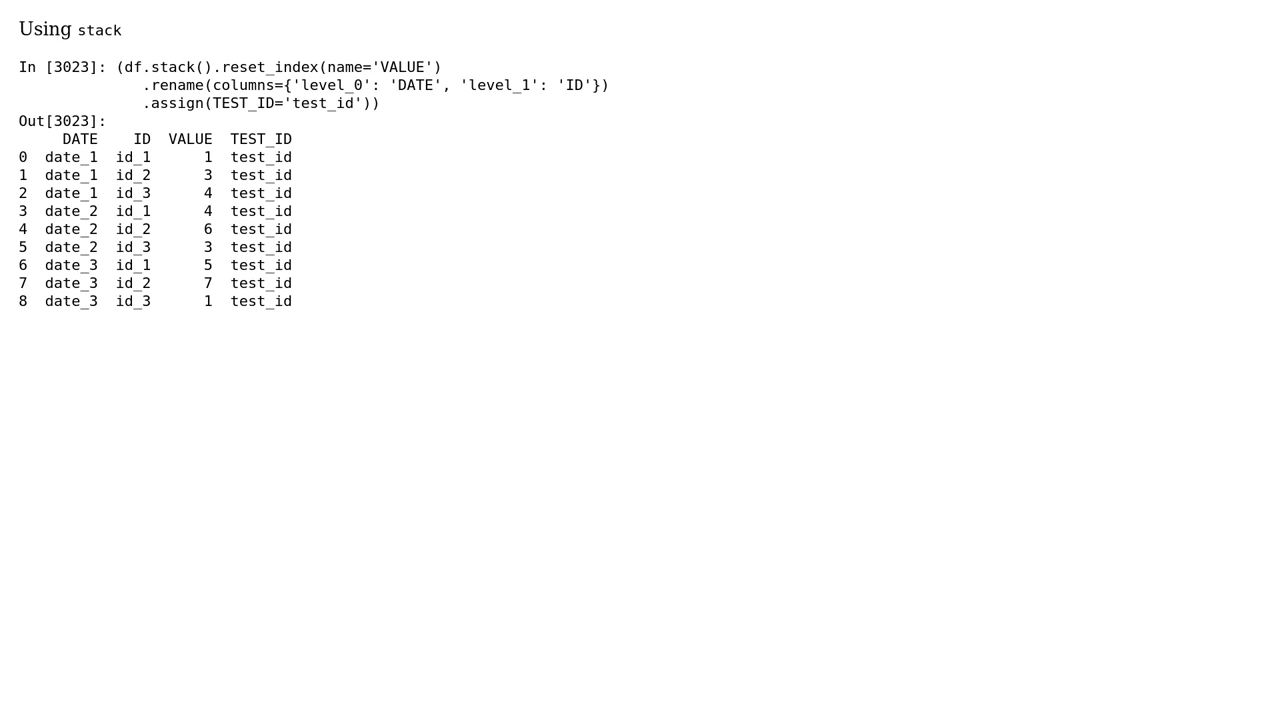 Using stack
In [3023]: (df.stack().reset_index(name='VALUE')
              .rename(columns={'level_0': 'DATE', 'level_1': 'ID'})
              .assign(TEST_ID='test_id'))
Out[3023]:
     DATE    ID  VALUE  TEST_ID
0  date_1  id_1      1  test_id
1  date_1  id_2      3  test_id
2  date_1  id_3      4  test_id
3  date_2  id_1      4  test_id
4  date_2  id_2      6  test_id
5  date_2  id_3      3  test_id
6  date_3  id_1      5  test_id
7  date_3  id_2      7  test_id
8  date_3  id_3      1  test_id